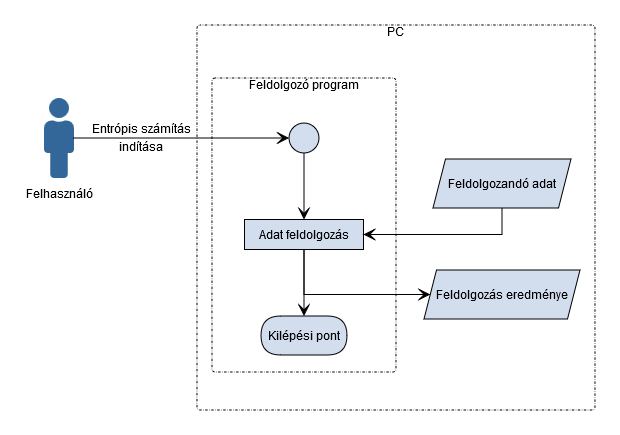 PC
Feldolgozó program
Entrópis számítás
indítása
Felhasználó
Feldolgozandó adat
Adat feldolgozás
Feldolgozás eredménye
Kilépési pont